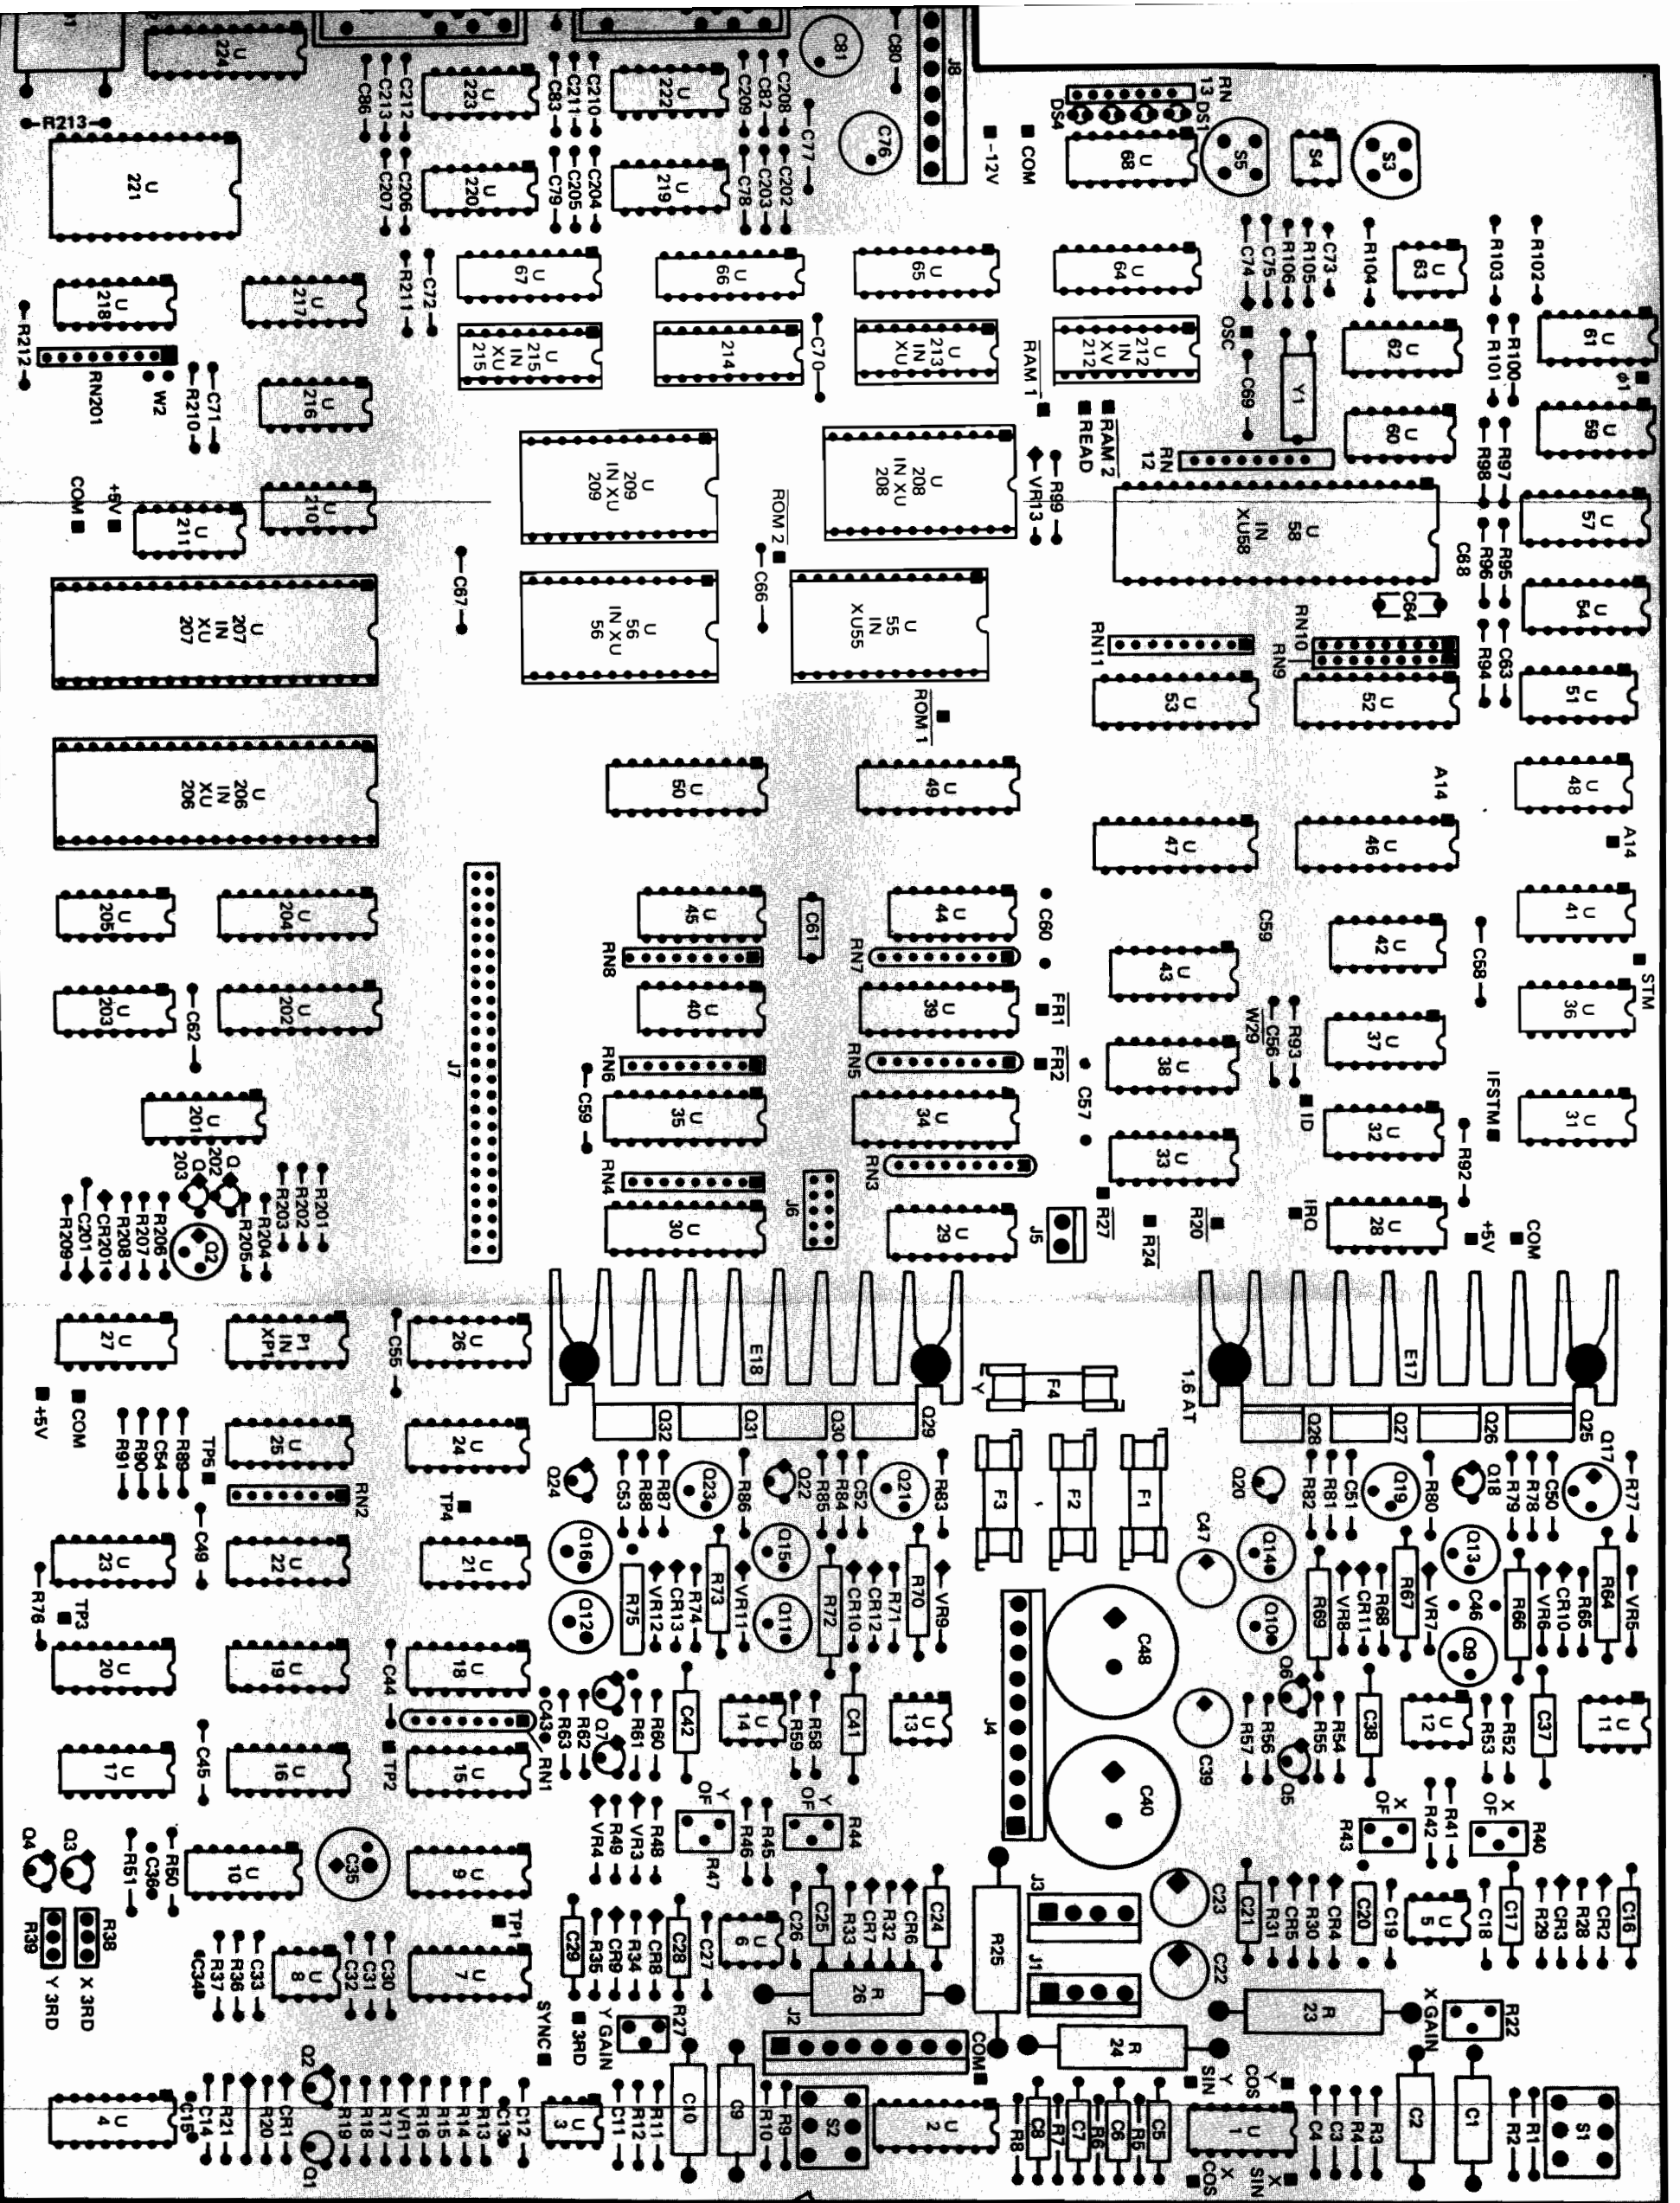 U 224
C86
C213
C212
U 223
C83
C211
C210
U 222
C209
C82
C208
C77
C81
C76
C80
J8
-12V
COM
RN 13
DS4
DS1
U 68
S5
S4
S3
R213
U 221
C207
C206
U 220
C79
C205
C204
U 219
C78
C203
C202
R212
U 218
U 217
R211
C72
U 67
U 66
U 65
U 64
C74
C75
R106
R105
C73
R104
U 63
R103
R102
RN201
W2
R210
C71
U 216
U 215 IN XU 215
214
U 213 IN XU
C70
RAM 1
U 212 IN XV 212
OSC
C69
Y1
U 62
R101
R100
U 61
Φ1
READ
RAM 2
RN 12
U 60
R98
R97
U 59
COM
+5V
U 211
U 210
U 209 IN XU 209
ROM 2
U 208 IN XU 208
VR13
R99
U 58 IN XU58
C68
R96
R95
U 57
U 207 IN XU 207
C67
U 56 IN XU 56
C66
U 55 IN XU55
RN11
RN10
RN9
C64
R94
C63
U 54
U 53
U 52
U 51
ROM 1
U 206 IN XU 206
U 50
U 49
U 47
U 46
A14
U 48
A14
U 205
U 204
U 45
C61
U 44
C60
C59
U 42
C58
U 41
STM
RN8
RN7
U 43
U 203
C62
U 202
J7
U 40
U 39
FR1
W29
C56
R93
U 37
U 36
RN6
RN5
FR2
U 38
U 201
C59
U 35
U 34
C57
ID
U 32
IFSTM
U 31
RN4
RN3
U 33
R92
Q 203
Q 202
R209
C201
CR201
R208
R207
R206
Q2
R205
R204
R203
R202
R201
U 30
J6
U 29
J5
R27
R24
R20
IRQ
U 28
+5V
COM
U 27
P1 IN XP1
C55
U 26
E18
F4
Y
1.6 AT
E17
+5V
COM
R91
R90
C54
R89
TP5
U 25
U 24
Q32
Q31
Q30
Q29
Q28
Q27
Q26
Q25
RN2
TP4
Q24
C53
R88
R87
Q23
R86
Q22
R85
R84
C52
Q21
R83
F3
F2
F1
Q20
R82
R81
C51
Q19
R80
Q18
R79
R78
C50
Q17
R77
U 23
C49
U 22
U 21
Q16
Q12
R75
VR12
CR13
R74
R73
VR11
Q15
Q11
R72
CR10
CR12
R71
R70
VR9
C47
Q14
Q10
R69
VR8
CR11
R68
R67
VR7
Q13
C46
Q9
R66
VR6
CR10
R65
R64
VR5
R76
TP3
U 20
U 19
C44
U 18
C43
R63
R62
Q7
R61
R60
C42
U 14
R59
R58
C41
U 13
J4
C48
C39
R57
R56
Q6
Q5
R55
R54
C38
U 12
R53
R52
C37
U 11
U 17
C45
U 16
TP2
U 15
RN1
C40
VR4
R49
VR3
R48
Y OF
R47
R46
R45
Y OF
R44
R43
X OF
R42
R41
X OF
R40
Q4
Q3
R51
C36
R50
U 10
C35
U 9
R39
Y 3RD
R38
X 3RD
C34
R37
R36
C33
U 8
C32
C31
C30
TP1
U 7
C29
R35
CR9
R34
CR8
C28
C27
U 6
C26
C25
R33
CR7
R32
CR6
C24
R25
J3
J1
C23
C22
C21
R31
CR5
R30
CR4
C20
C19
U 5
C18
C17
R29
CR3
R28
CR2
C16
SYNC
3RD
Y GAIN
R27
J2
R 26
COM
R 24
R 23
X GAIN
R22
U 4
C15
C14
R21
R20
CR1
Q2
Q1
R19
R18
R17
VR1
R16
R15
R14
R13
C13
C12
U 3
C11
R12
R11
C10
C9
R10
R9
S2
U 2
R8
C8
R7
C7
R6
C6
R5
C5
Y SIN
Y COS
U 1
X COS
X SIN
C4
C3
R4
R3
C2
C1
R2
R1
S1